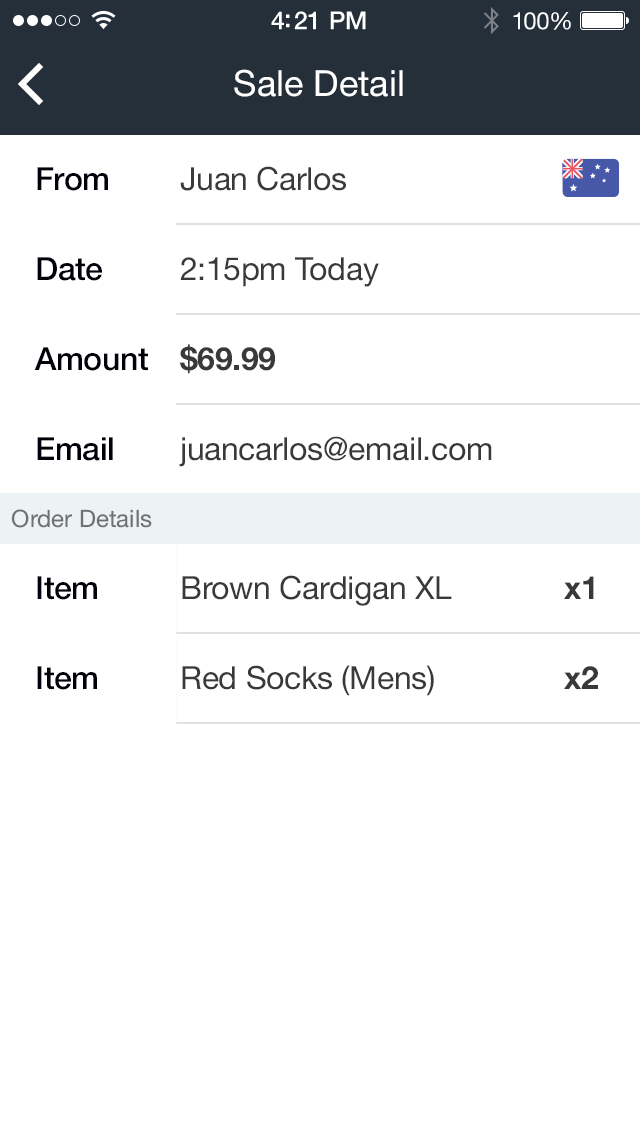 4:21 PM 100%
Sale Detail
From Juan Carlos
Date 2:15pm Today
Amount $69.99
Email juancarlos@email.com
Order Details
Item Brown Cardigan XL x1
Item Red Socks (Mens) x2